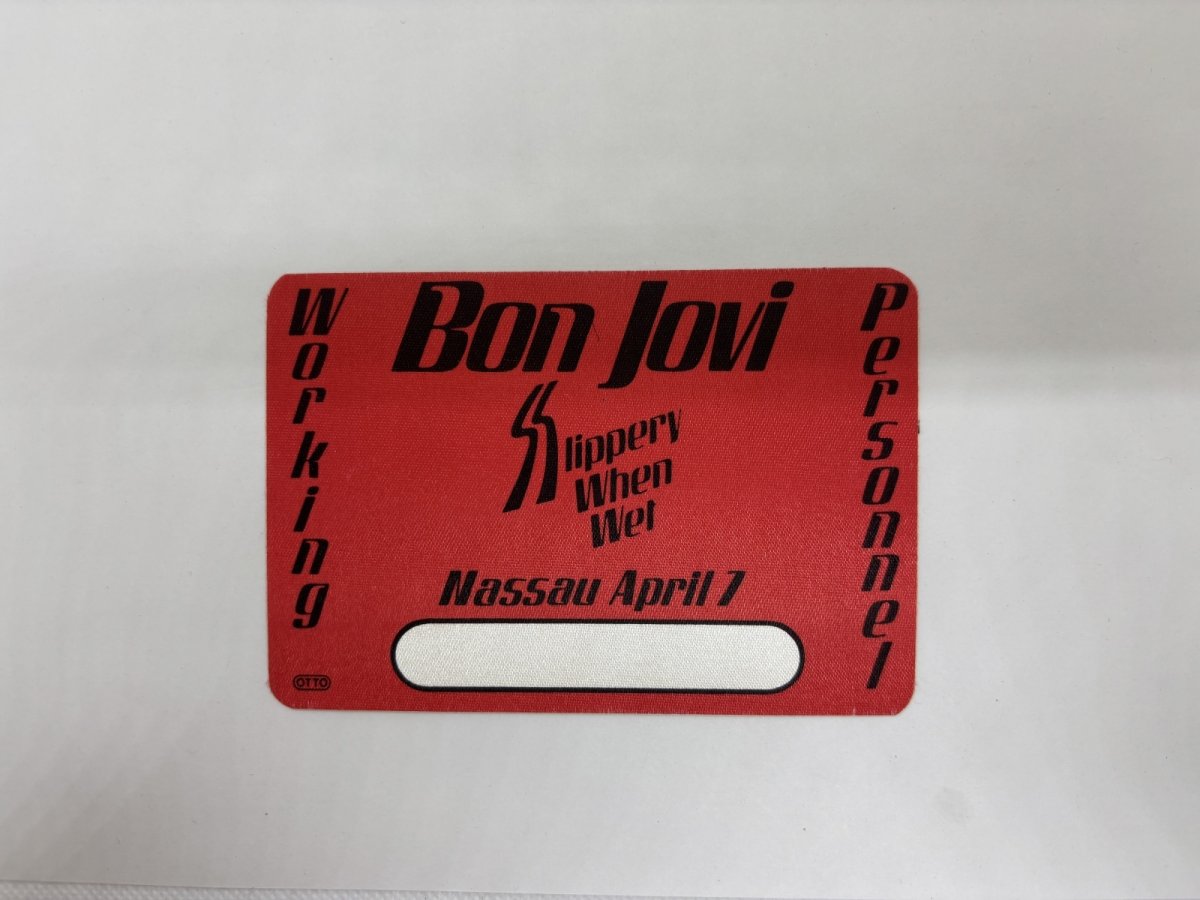 Working
Bon Jovi
Personnel
Slippery
When
Wet
Nassau April 7
OTTO